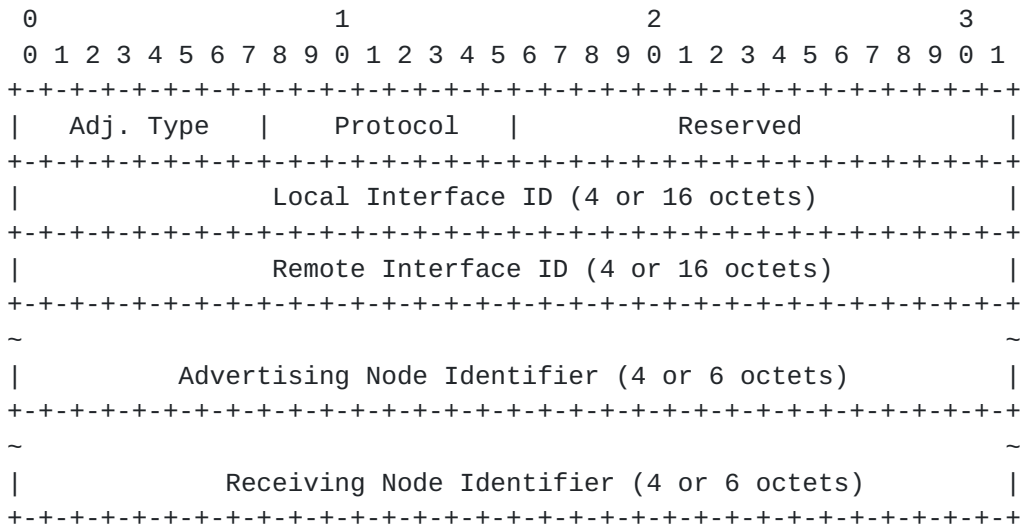 0                   1                   2                   3
 0 1 2 3 4 5 6 7 8 9 0 1 2 3 4 5 6 7 8 9 0 1 2 3 4 5 6 7 8 9 0 1
+-+-+-+-+-+-+-+-+-+-+-+-+-+-+-+-+-+-+-+-+-+-+-+-+-+-+-+-+-+-+-+-+
|   Adj. Type   |    Protocol   |          Reserved             |
+-+-+-+-+-+-+-+-+-+-+-+-+-+-+-+-+-+-+-+-+-+-+-+-+-+-+-+-+-+-+-+-+
|                Local Interface ID (4 or 16 octets)            |
+-+-+-+-+-+-+-+-+-+-+-+-+-+-+-+-+-+-+-+-+-+-+-+-+-+-+-+-+-+-+-+-+
|                Remote Interface ID (4 or 16 octets)           |
+-+-+-+-+-+-+-+-+-+-+-+-+-+-+-+-+-+-+-+-+-+-+-+-+-+-+-+-+-+-+-+-+
~                                                               ~
|          Advertising Node Identifier (4 or 6 octets)          |
+-+-+-+-+-+-+-+-+-+-+-+-+-+-+-+-+-+-+-+-+-+-+-+-+-+-+-+-+-+-+-+-+
~                                                               ~
|             Receiving Node Identifier (4 or 6 octets)         |
+-+-+-+-+-+-+-+-+-+-+-+-+-+-+-+-+-+-+-+-+-+-+-+-+-+-+-+-+-+-+-+-+